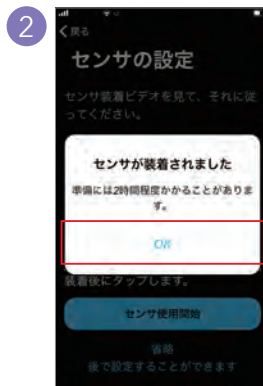 2
く戻る
センサの設定
センサ装着ビデオを見て、それに従
ってください。
センサが装着されました
準備には2時間程度かかることがありま
す。
OK
装着後にタップします。
センサ使用開始
省略
後で設定することができます